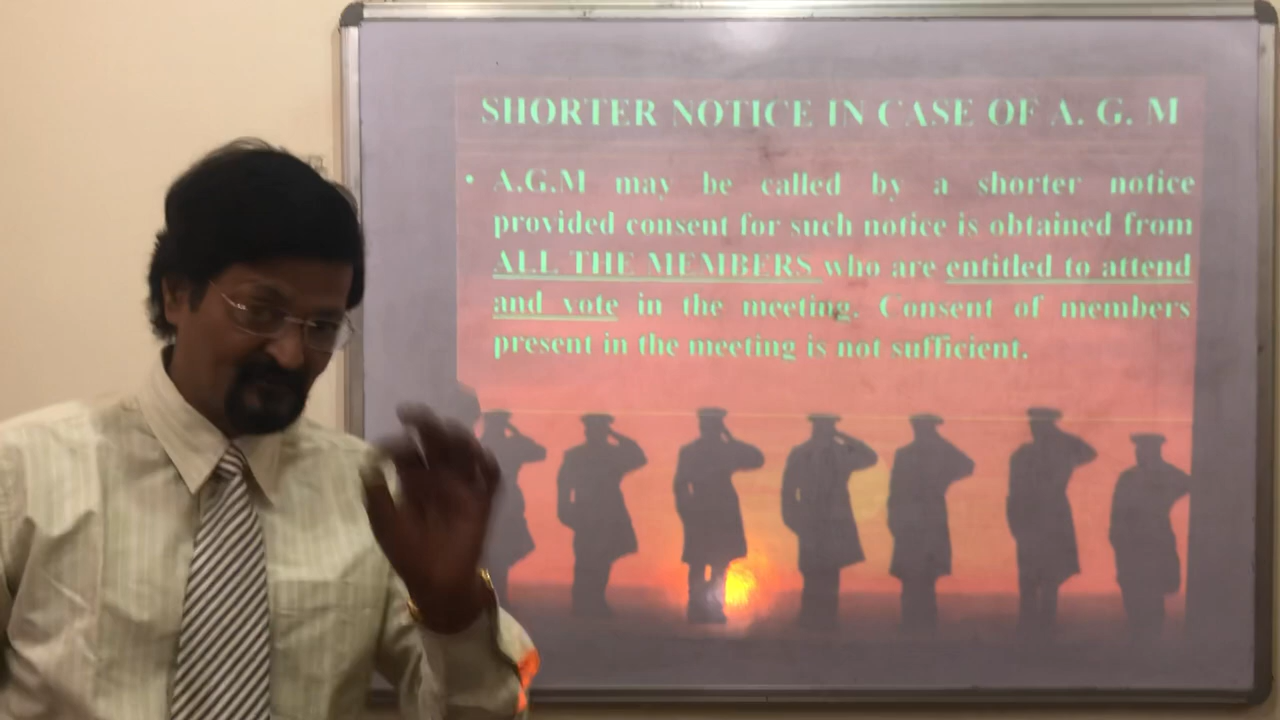 SHORTER NOTICE IN CASE OF A. G. M
• A.G.M may be called by a shorter notice
provided consent for such notice is obtained from
ALL THE MEMBERS who are entitled to attend
and vote in the meeting. Consent of members
present in the meeting is not sufficient.